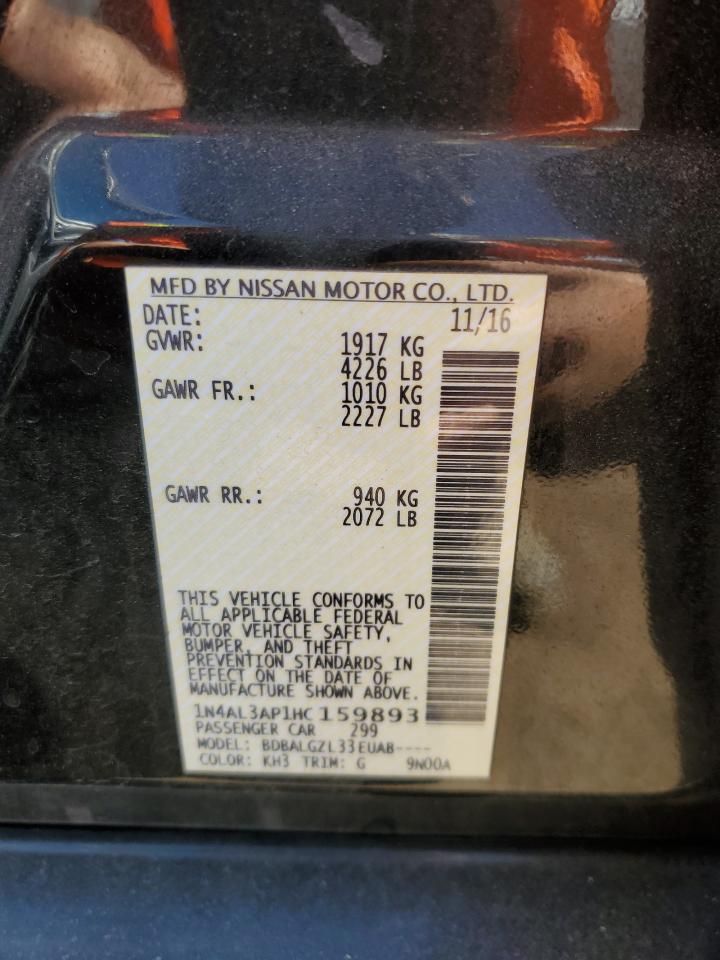 MFD BY NISSAN MOTOR CO., LTD.
DATE: 11/16
GVWR: 1917 KG
4226 LB
GAWR FR.: 1010 KG
2227 LB
GAWR RR.: 940 KG
2072 LB
THIS VEHICLE CONFORMS TO
ALL APPLICABLE FEDERAL
MOTOR VEHICLE SAFETY,
BUMPER, AND THEFT
PREVENTION STANDARDS IN
EFFECT ON THE DATE OF
MANUFACTURE SHOWN ABOVE.
1N4AL3AP1HC159893
PASSENGER CAR 299
MODEL: BDBALGZL33EUAB----
COLOR: KH3 TRIM: G 9N00A